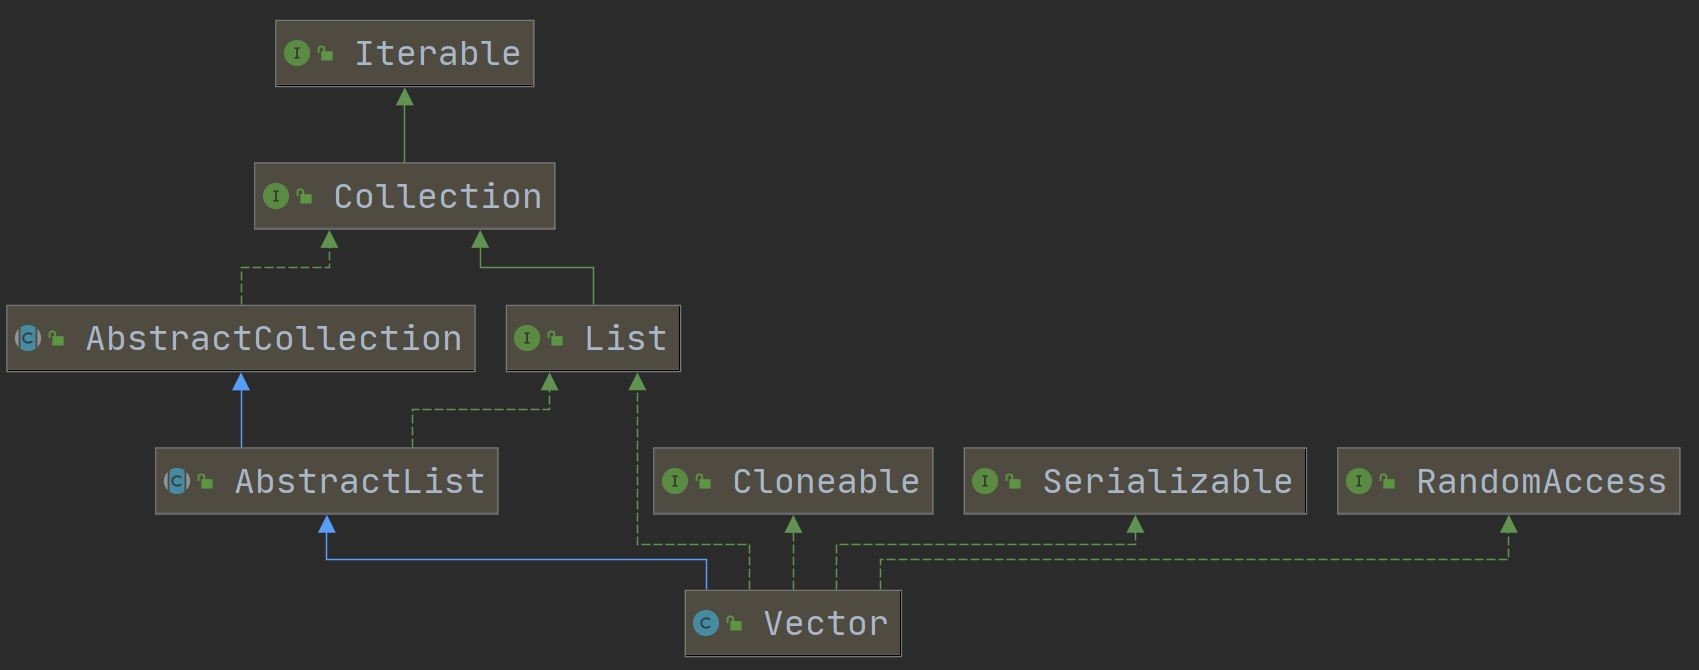 I Iterable
I Collection
C AbstractCollection
I List
C AbstractList
I Cloneable
I Serializable
I RandomAccess
C Vector